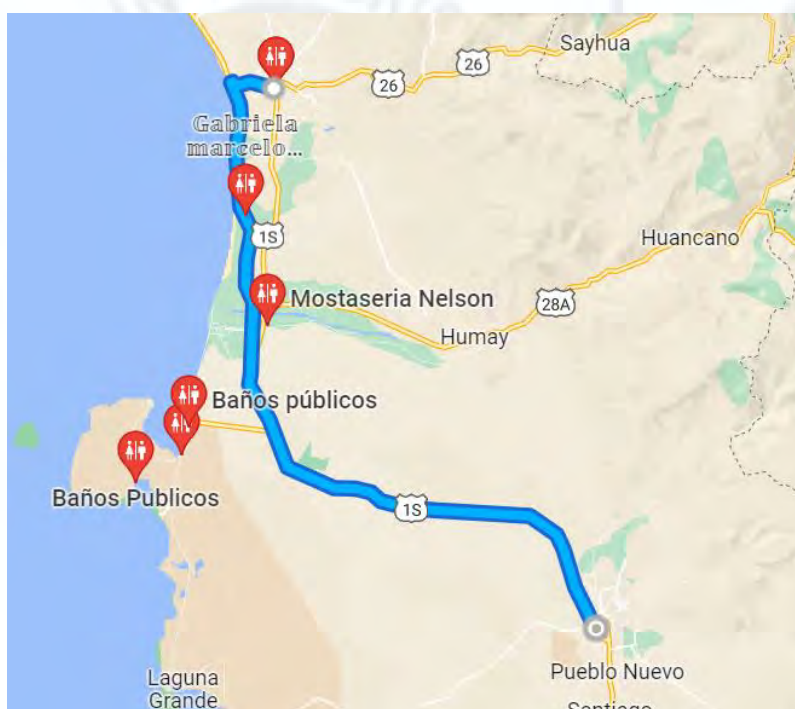 Sayhua
26
26
Gabriela
marcelo...
1S
Huancano
Mostaseria Nelson
28A
Humay
Baños públicos
Baños Publicos
1S
Pueblo Nuevo
Laguna
Grande
Santiago